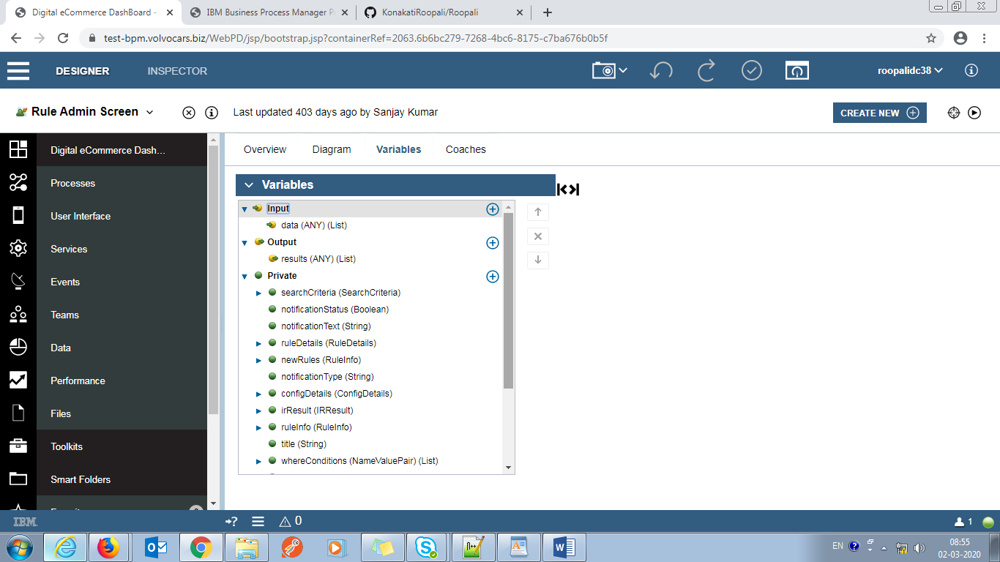 Digital eCommerce DashBoard -
IBM Business Process Manager P
KonakatiRoopali/Roopali
test-bpm.volvocars.biz/WebPD/jsp/bootstrap.jsp?containerRef=2063.6b6bc279-7268-4bc6-8175-c7ba676b0b5f
DESIGNER INSPECTOR
roopalidc38
Rule Admin Screen
Last updated 403 days ago by Sanjay Kumar
CREATE NEW
Digital eCommerce Dash...
Processes
User Interface
Services
Events
Teams
Data
Performance
Files
Toolkits
Smart Folders
Overview Diagram Variables Coaches
Variables
Input
data (ANY) (List)
Output
results (ANY) (List)
Private
searchCriteria (SearchCriteria)
notificationStatus (Boolean)
notificationText (String)
ruleDetails (RuleDetails)
newRules (RuleInfo)
notificationType (String)
configDetails (ConfigDetails)
irResult (IRResult)
ruleInfo (RuleInfo)
title (String)
whereConditions (NameValuePair) (List)
IBM
0
1
EN
08:55
02-03-2020